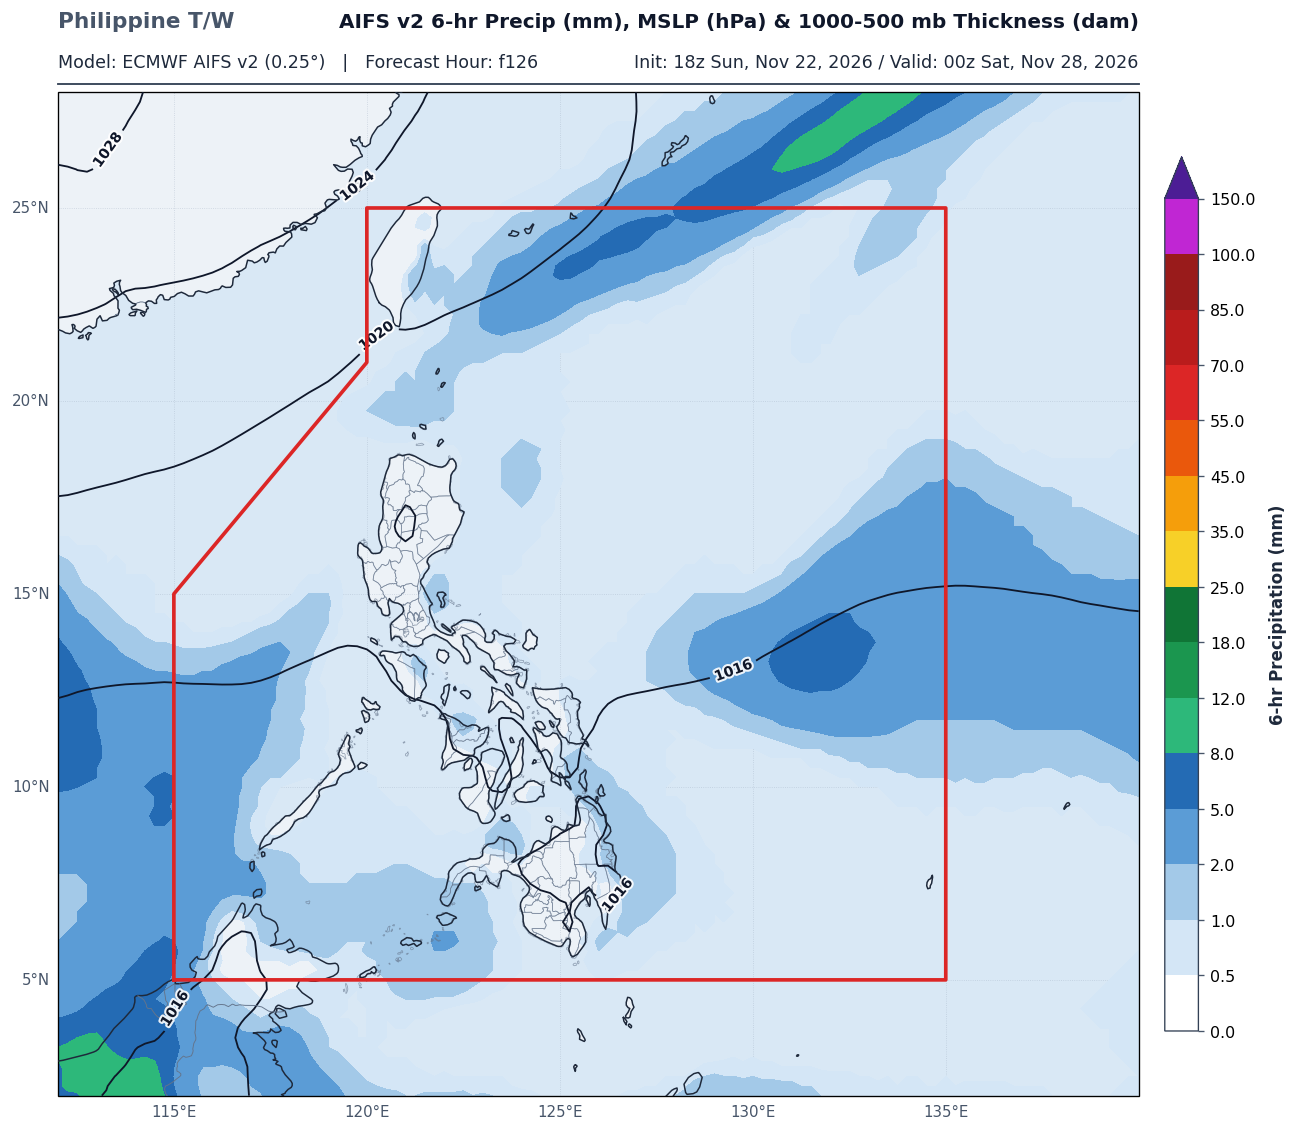 Philippine T/W
AIFS v2 6-hr Precip (mm), MSLP (hPa) & 1000-500 mb Thickness (dam)
Model: ECMWF AIFS v2 (0.25°)   |   Forecast Hour: f126
Init: 18z Sun, Nov 22, 2026 / Valid: 00z Sat, Nov 28, 2026
1028
1024
1020
1016
1016
1016
25°N
20°N
15°N
10°N
5°N
115°E
120°E
125°E
130°E
135°E
150.0
100.0
85.0
70.0
55.0
45.0
35.0
25.0
18.0
12.0
8.0
5.0
2.0
1.0
0.5
0.0
6-hr Precipitation (mm)